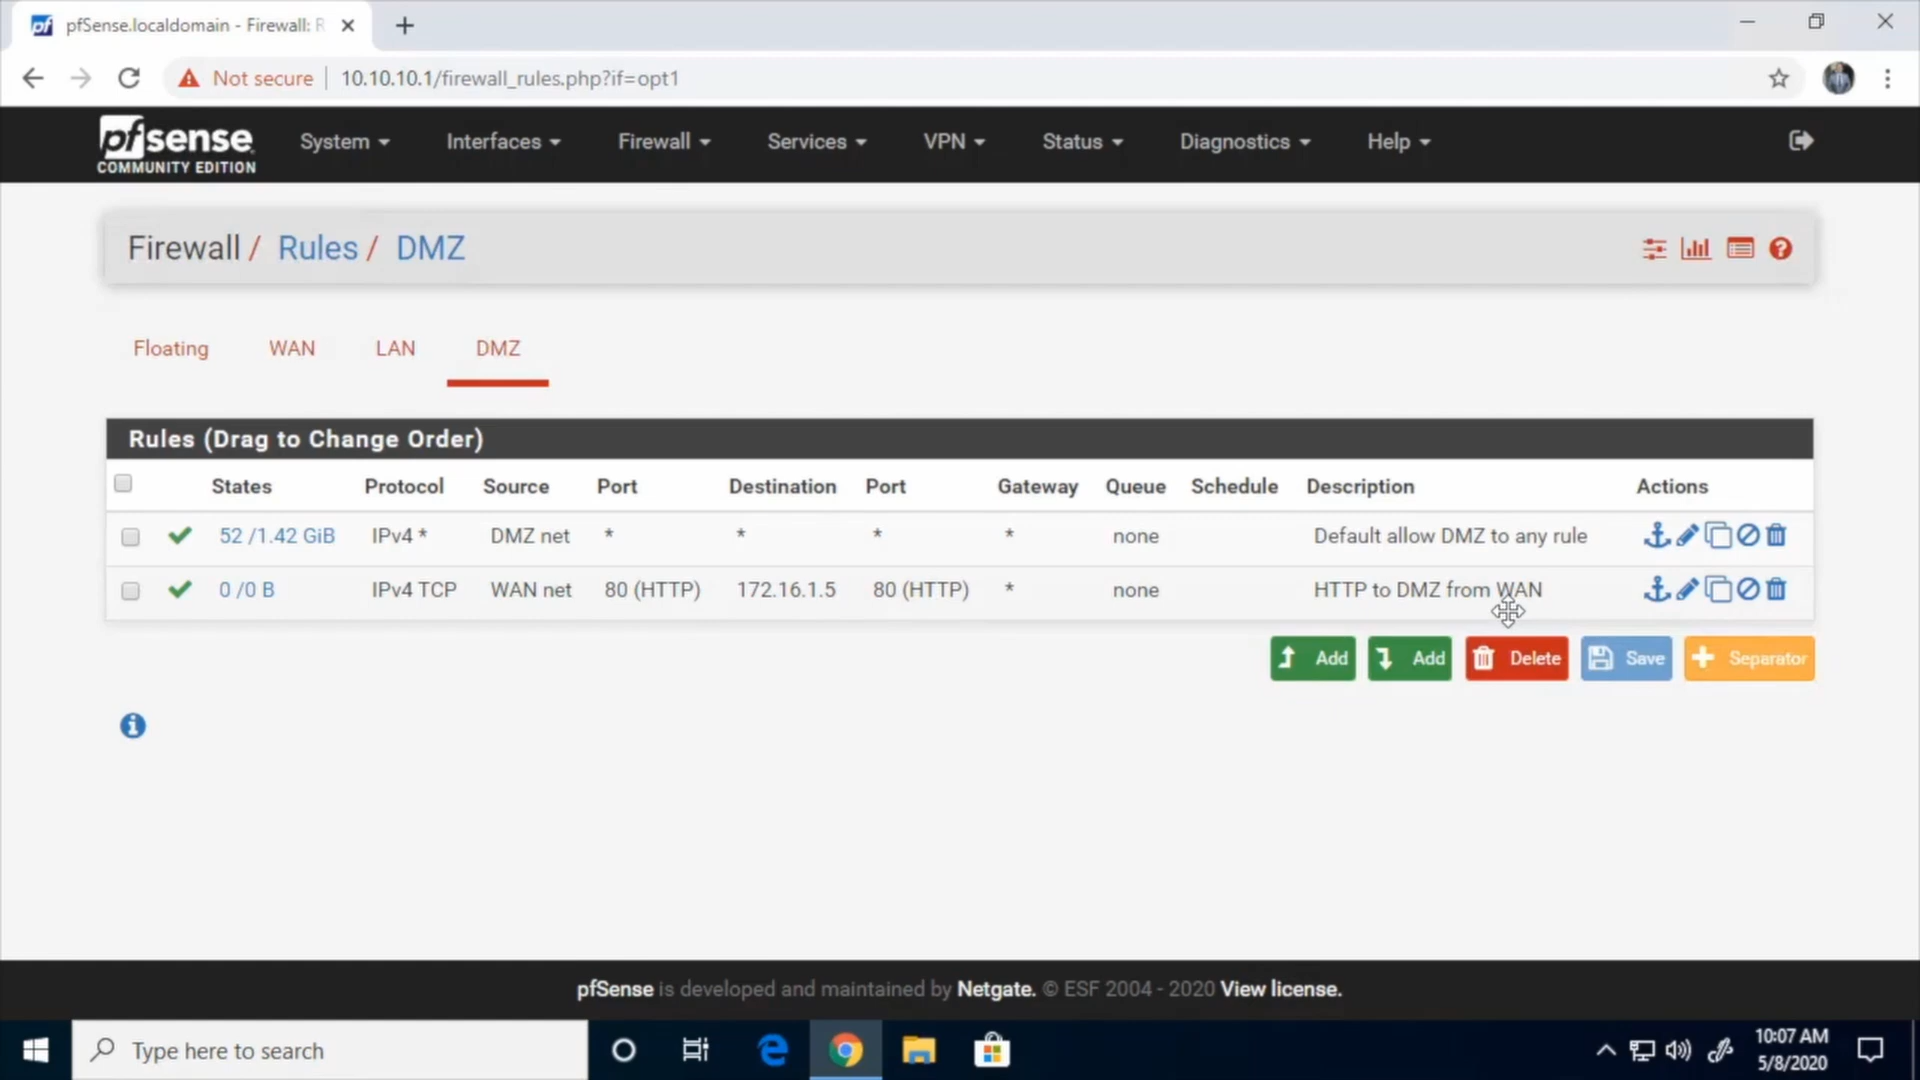 pfSense.localdomain - Firewall: R
Not secure
10.10.10.1/firewall_rules.php?if=opt1
pfsense
COMMUNITY EDITION
System
Interfaces
Firewall
Services
VPN
Status
Diagnostics
Help
Firewall / Rules / DMZ
Floating
WAN
LAN
DMZ
Rules (Drag to Change Order)
States Protocol Source Port Destination Port Gateway Queue Schedule Description Actions
52 /1.42 GiB IPv4 * DMZ net * * * * none Default allow DMZ to any rule
0 /0 B IPv4 TCP WAN net 80 (HTTP) 172.16.1.5 80 (HTTP) * none HTTP to DMZ from WAN
Add
Add
Delete
Save
Separator
pfSense is developed and maintained by Netgate. © ESF 2004 - 2020 View license.
Type here to search
10:07 AM
5/8/2020